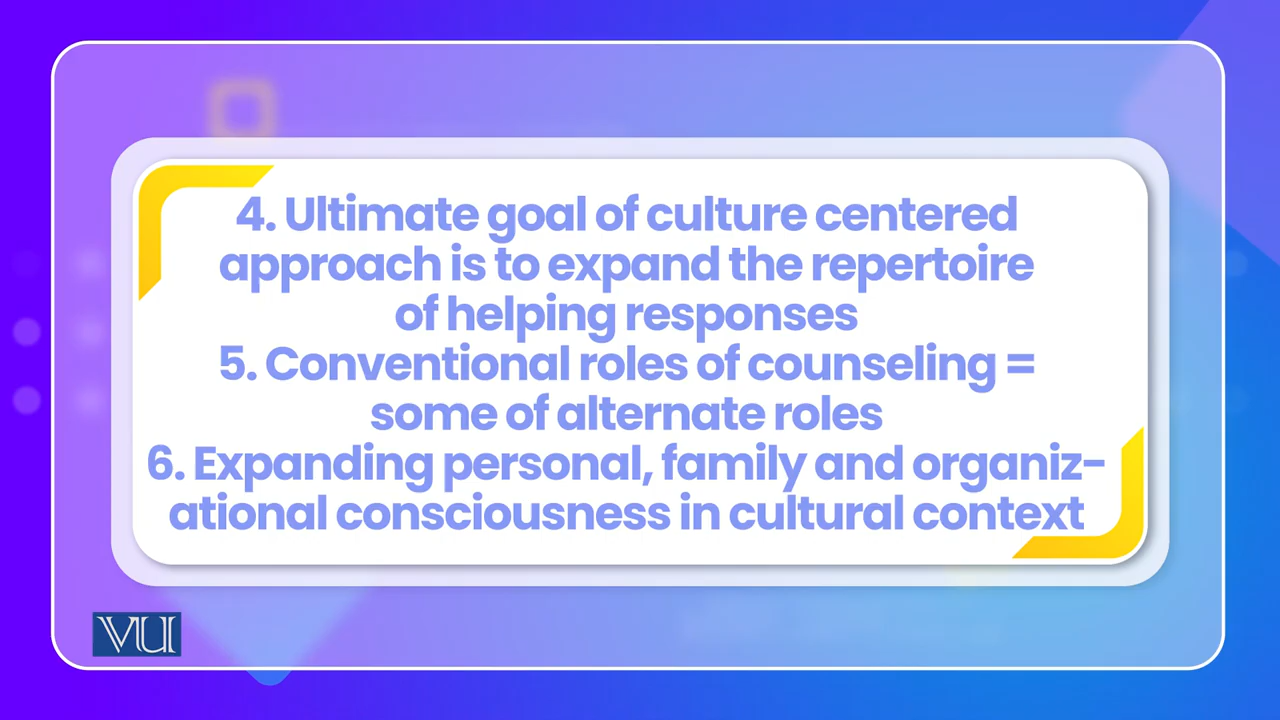 4. Ultimate goal of culture centered
approach is to expand the repertoire
of helping responses
5. Conventional roles of counseling =
some of alternate roles
6. Expanding personal, family and organiz-
ational consciousness in cultural context
VU